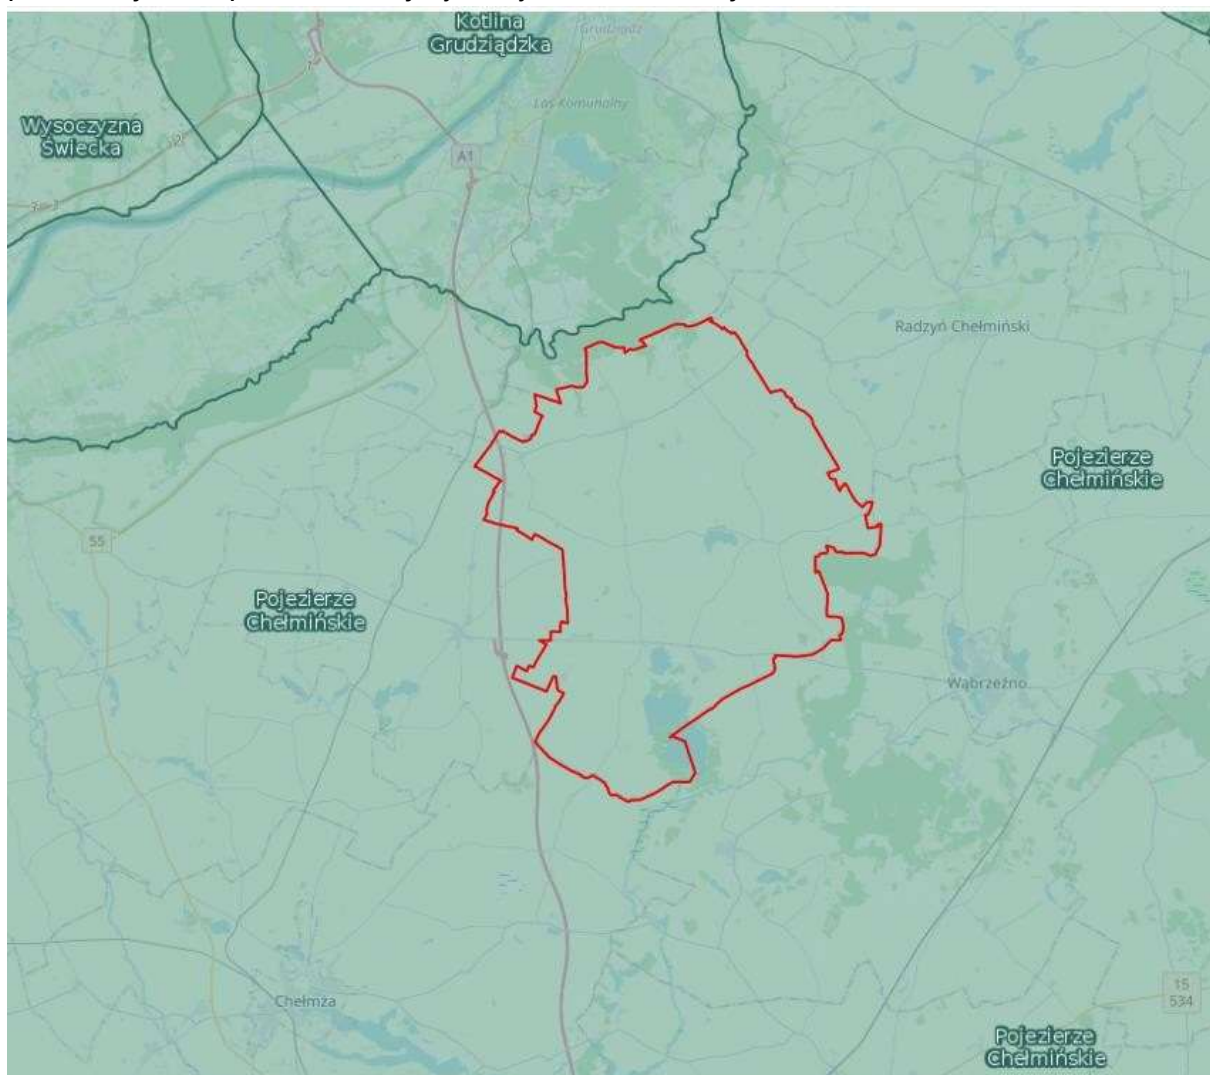 Kotlina
Grudziądzka
Grudziądz
Las Komunalny
Wysoczyzna
Świecka
A1
Radzyń Chełmiński
Pojezierze
Chełmińskie
S5
Pojezierze
Chełmińskie
Wąbrzeźno
Chełmża
15
534
Pojezierze
Chełmińskie